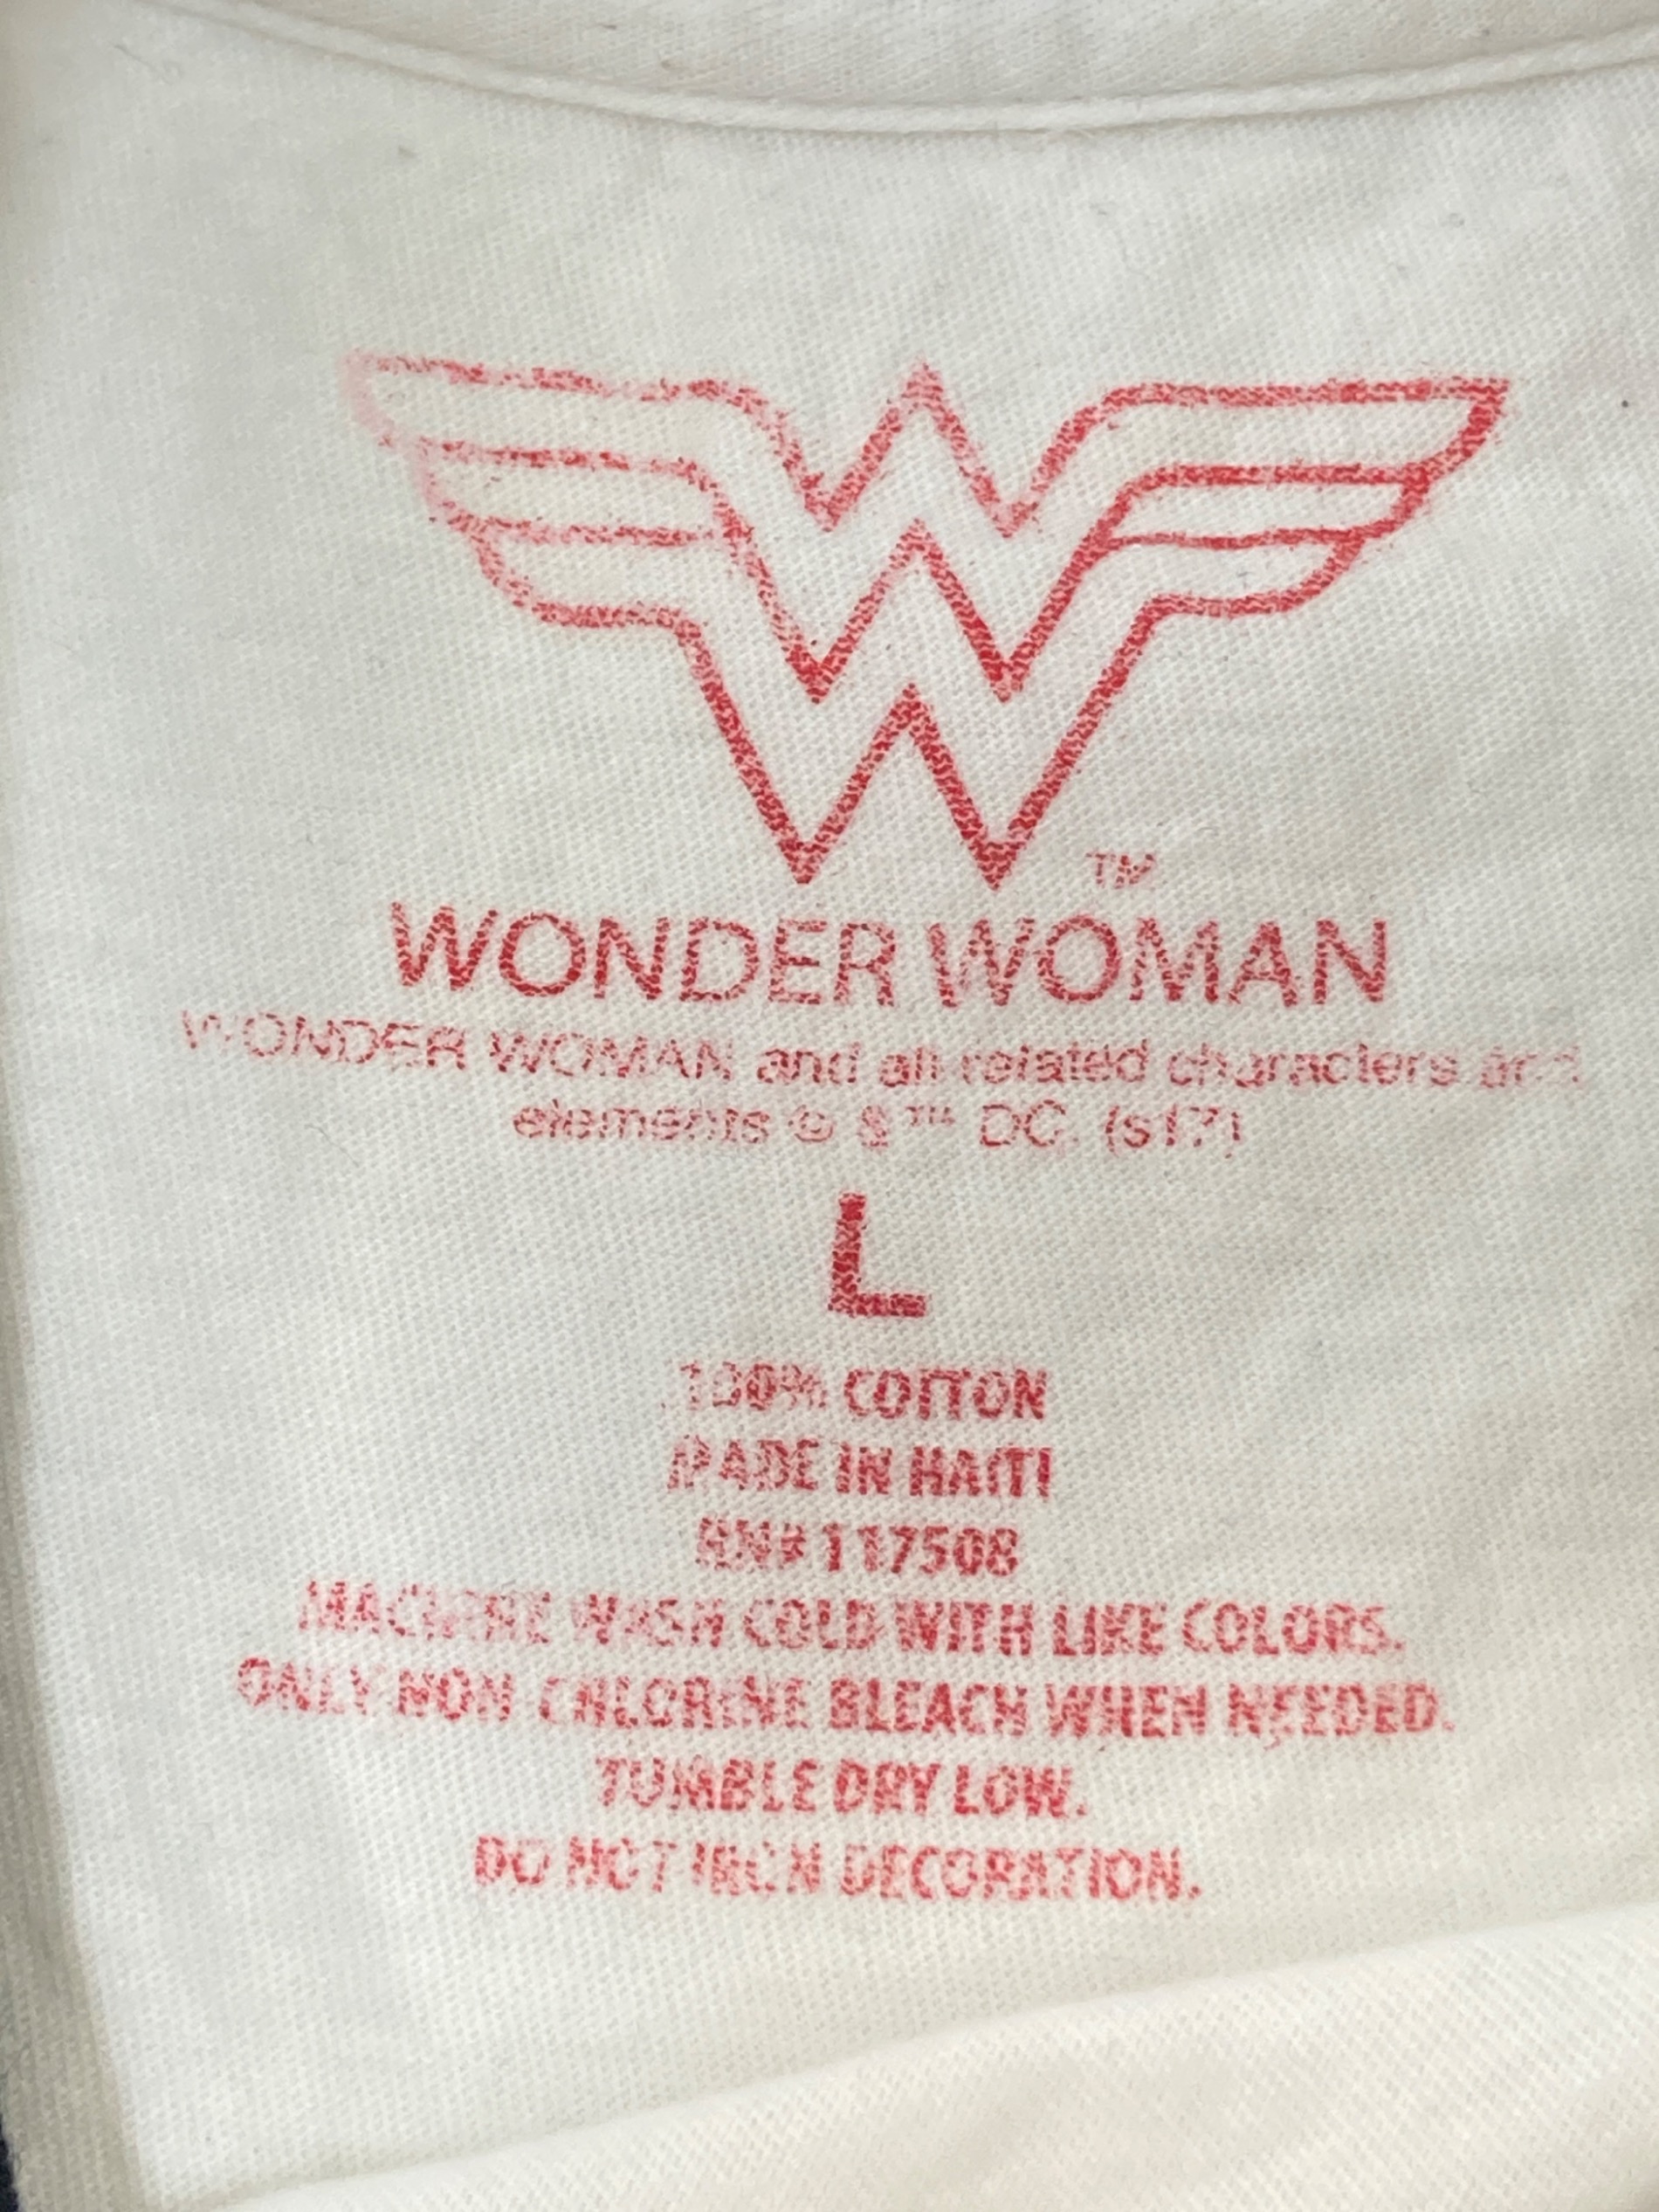 TM
WONDER WOMAN
WONDER WOMAN and all related characters and
elements © & ™ DC. (s17)
L
100% COTTON
MADE IN HAITI
RN# 117508
MACHINE WASH COLD WITH LIKE COLORS.
ONLY NON CHLORINE BLEACH WHEN NEEDED.
TUMBLE DRY LOW.
DO NOT IRON DECORATION.